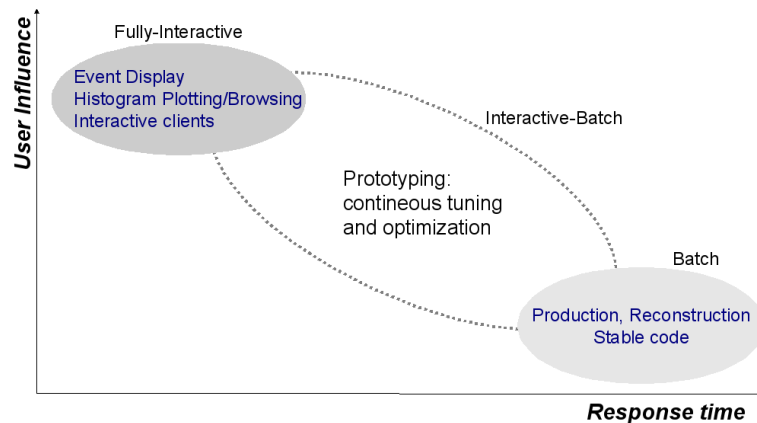 Fully-Interactive
User Influence
Event Display
Histogram Plotting/Browsing
Interactive clients
Interactive-Batch
Prototyping:
contineous tuning
and optimization
Batch
Production, Reconstruction
Stable code
Response time